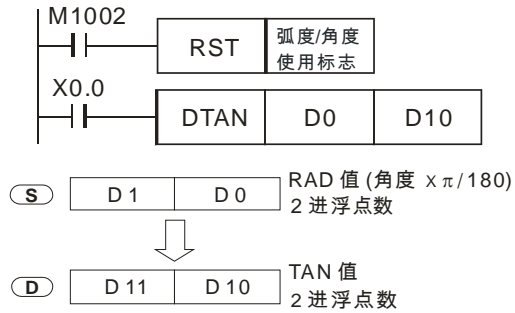 M1002
RST
弧度/角度
使用标志
X0.0
DTAN D0 D10
S D 1 D 0 RAD 值 (角度 x π/180)
2 进浮点数
D D 11 D 10 TAN 值
2 进浮点数